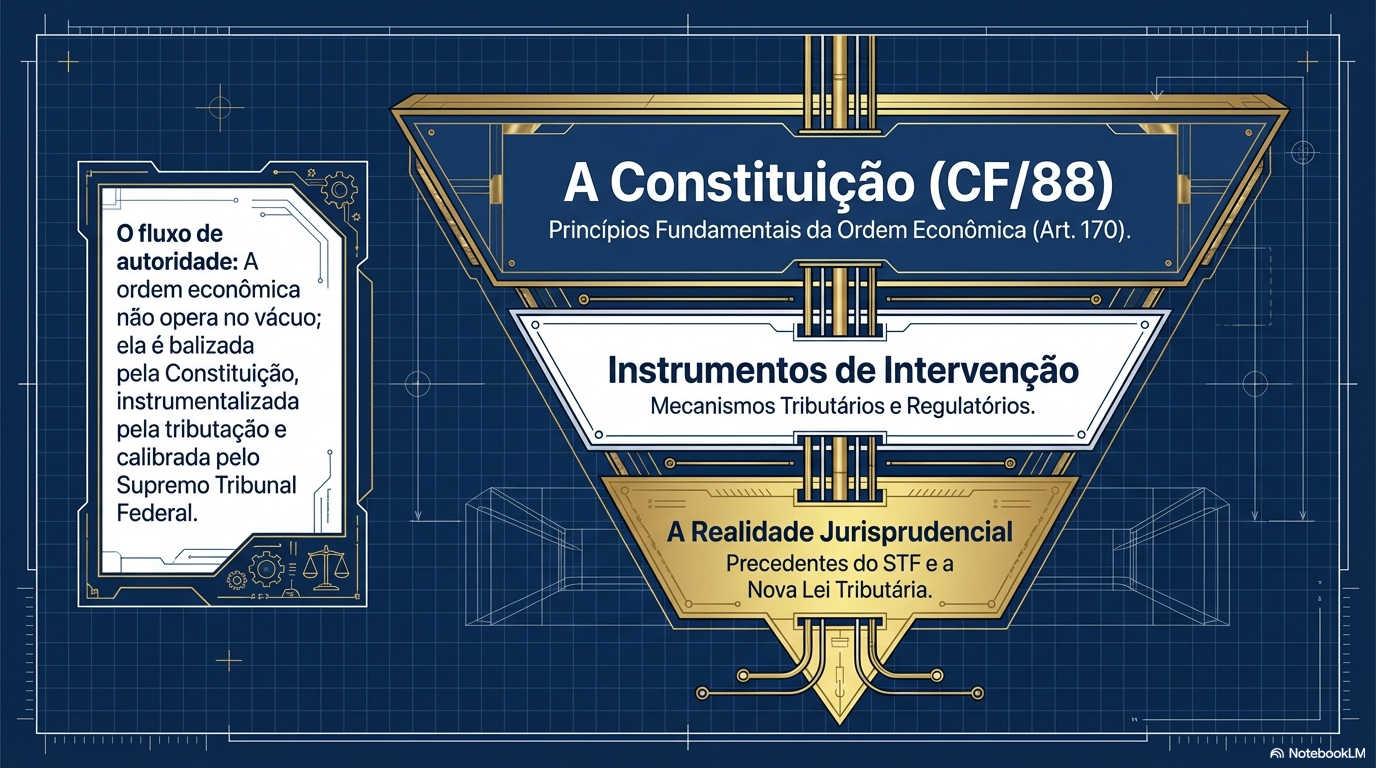 O fluxo de
autoridade: A
ordem econômica
não opera no vácuo;
ela é balizada
pela Constituição,
instrumentalizada
pela tributação e
calibrada pelo
Supremo Tribunal
Federal.
A Constituição (CF/88)
Princípios Fundamentais da Ordem Econômica (Art. 170).
Instrumentos de Intervenção
Mecanismos Tributários e Regulatórios.
A Realidade Jurisprudencial
Precedentes do STF e a
Nova Lei Tributária.
NotebookLM